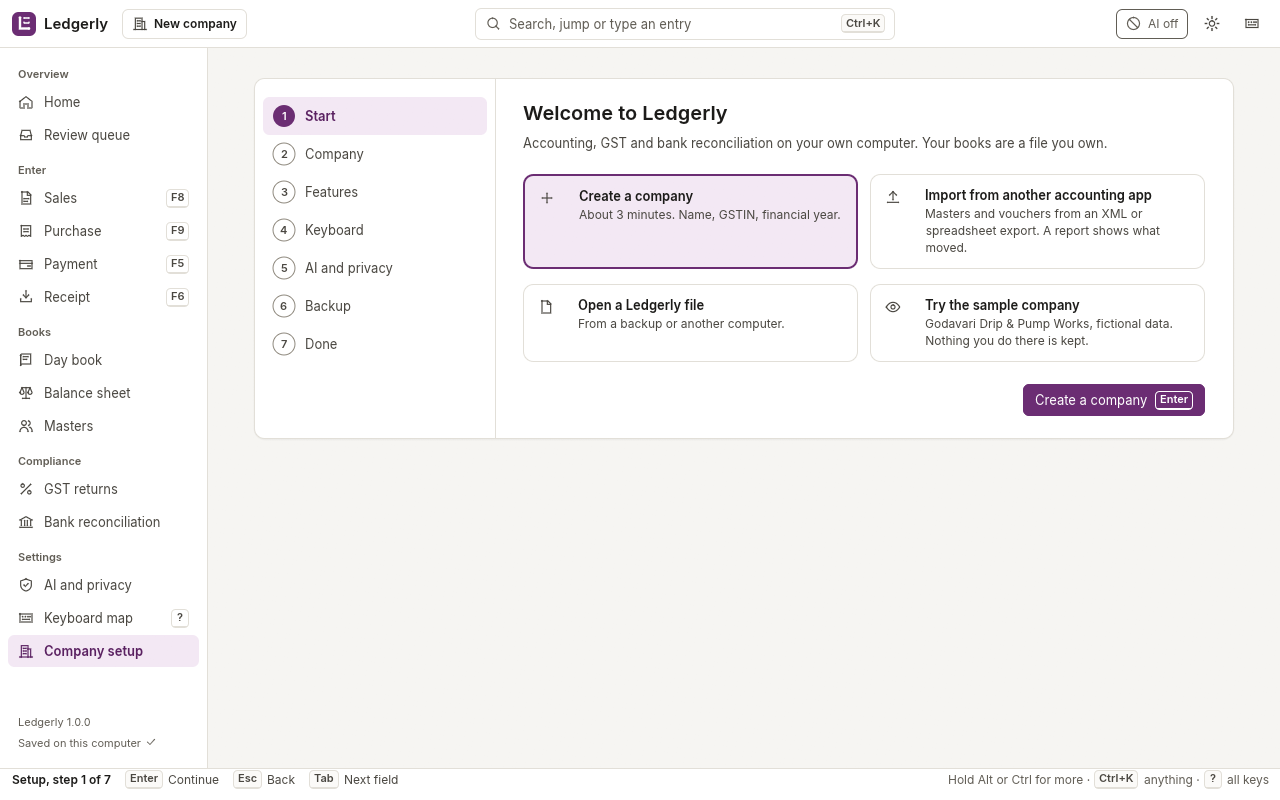 Ledgerly
New company
Search, jump or type an entry
Ctrl+K
AI off
Overview
Home
Review queue
Enter
Sales F8
Purchase F9
Payment F5
Receipt F6
Books
Day book
Balance sheet
Masters
Compliance
GST returns
Bank reconciliation
Settings
AI and privacy
Keyboard map ?
Company setup
Ledgerly 1.0.0
Saved on this computer
1 Start
2 Company
3 Features
4 Keyboard
5 AI and privacy
6 Backup
7 Done
Welcome to Ledgerly
Accounting, GST and bank reconciliation on your own computer. Your books are a file you own.
Create a company
About 3 minutes. Name, GSTIN, financial year.
Import from another accounting app
Masters and vouchers from an XML or
spreadsheet export. A report shows what
moved.
Open a Ledgerly file
From a backup or another computer.
Try the sample company
Godavari Drip & Pump Works, fictional data.
Nothing you do there is kept.
Create a company Enter
Setup, step 1 of 7 Enter Continue Esc Back Tab Next field
Hold Alt or Ctrl for more · Ctrl+K anything · ? all keys